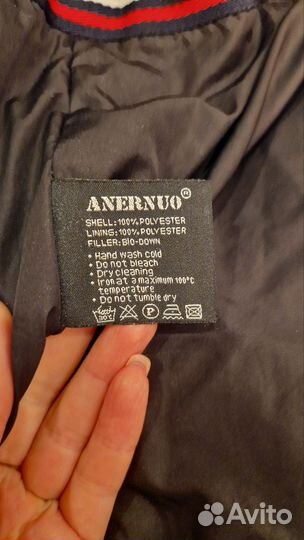 ANERNUO®
SHELL:100% POLYESTER
LINING:100% POLYESTER
FILLER:BIO-DOWN
• Hand wash cold
• Do not bleach
• Dry cleaning
• Iron at a maximum 100°C
temperature
• Do not tumble dry
30°C P
Avito